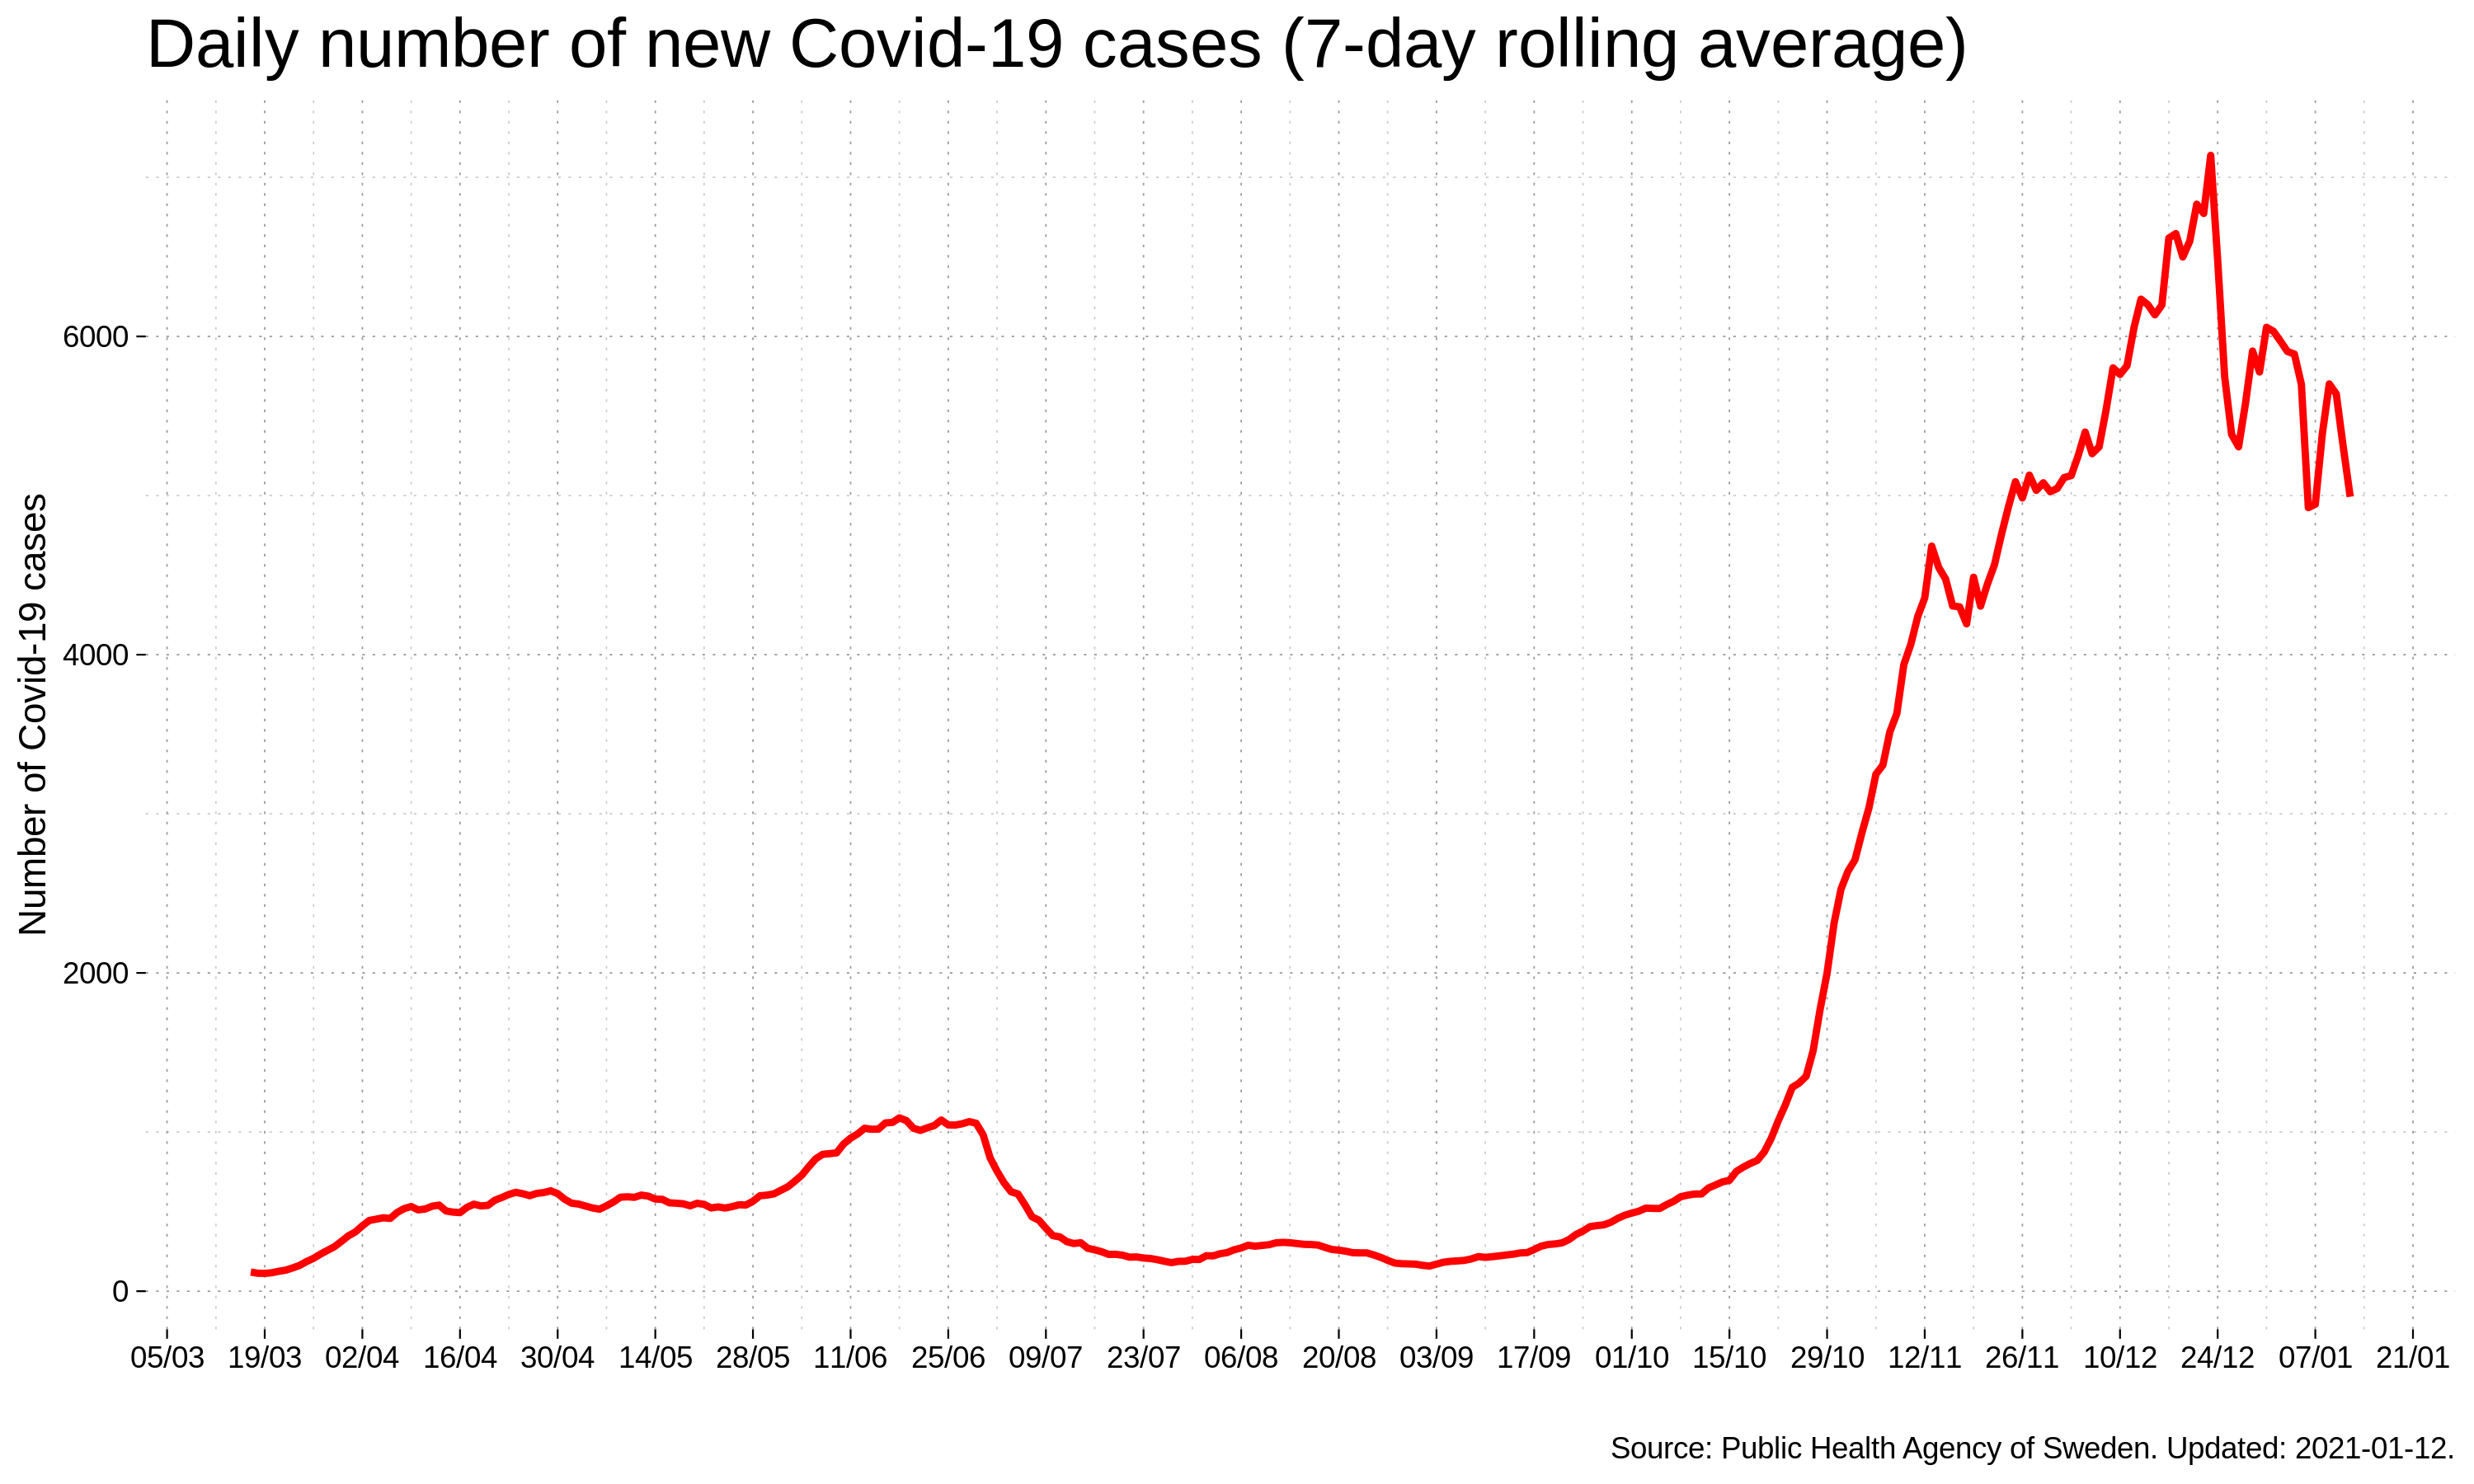 Daily number of new Covid-19 cases (7-day rolling average)
Number of Covid-19 cases
6000
4000
2000
0
05/03 19/03 02/04 16/04 30/04 14/05 28/05 11/06 25/06 09/07 23/07 06/08 20/08 03/09 17/09 01/10 15/10 29/10 12/11 26/11 10/12 24/12 07/01 21/01
Source: Public Health Agency of Sweden. Updated: 2021-01-12.